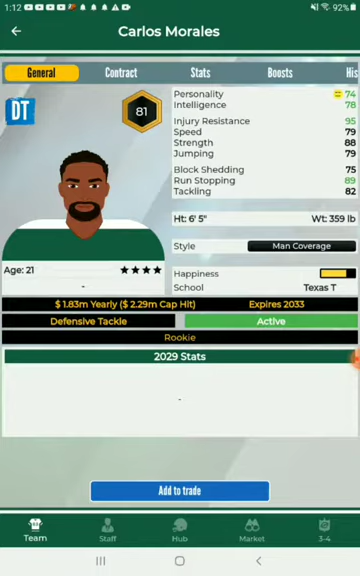 1:12
92%
Carlos Morales
General Contract Stats Boosts His
DT
81
Personality 74
Intelligence 78
Injury Resistance 95
Speed 79
Strength 88
Jumping 79
Block Shedding 75
Run Stopping 89
Tackling 82
Ht: 6' 5" Wt: 359 lb
Style Man Coverage
Age: 21 ★★★★
-
Happiness
School Texas T
$ 1.83m Yearly ($ 2.29m Cap Hit) Expires 2033
Defensive Tackle Active
Rookie
2029 Stats
-
Add to trade
Team Staff Hub Market 3-4